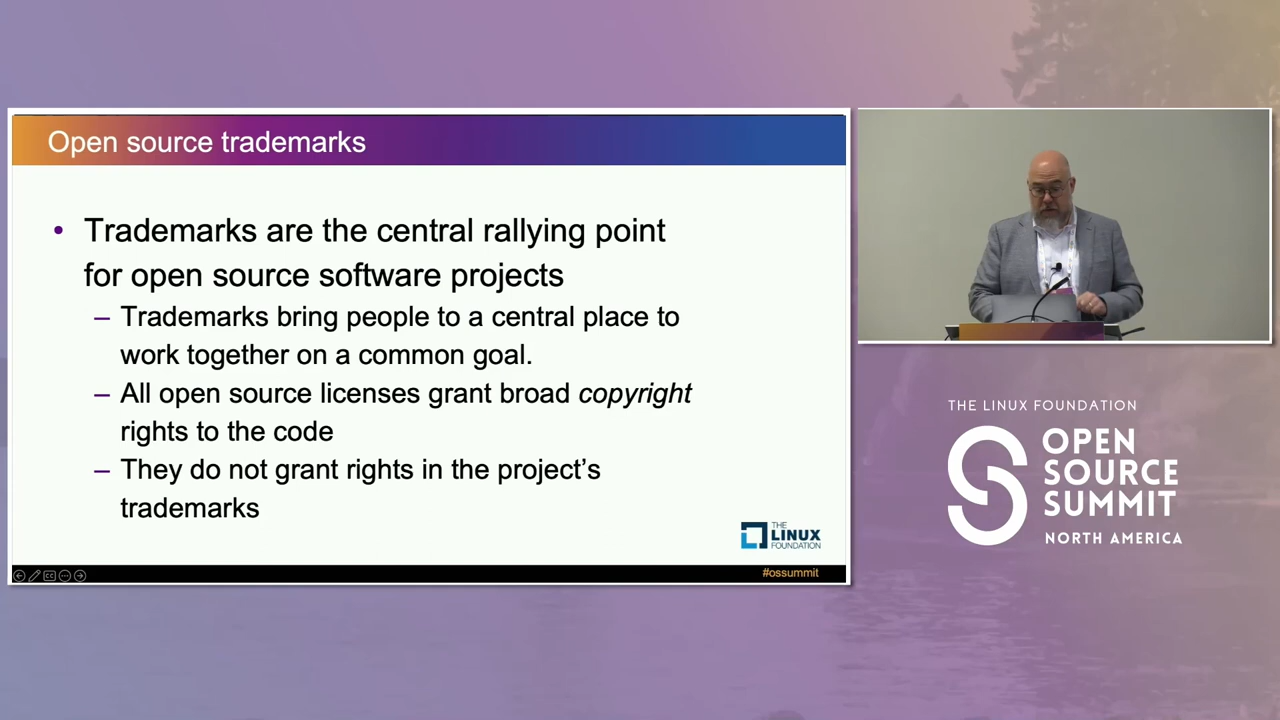 Open source trademarks
• Trademarks are the central rallying point
for open source software projects
– Trademarks bring people to a central place to
work together on a common goal.
– All open source licenses grant broad copyright
rights to the code
– They do not grant rights in the project’s
trademarks
THE
LINUX
FOUNDATION
#ossummit
THE LINUX FOUNDATION
OPEN
SOURCE
SUMMIT
NORTH AMERICA